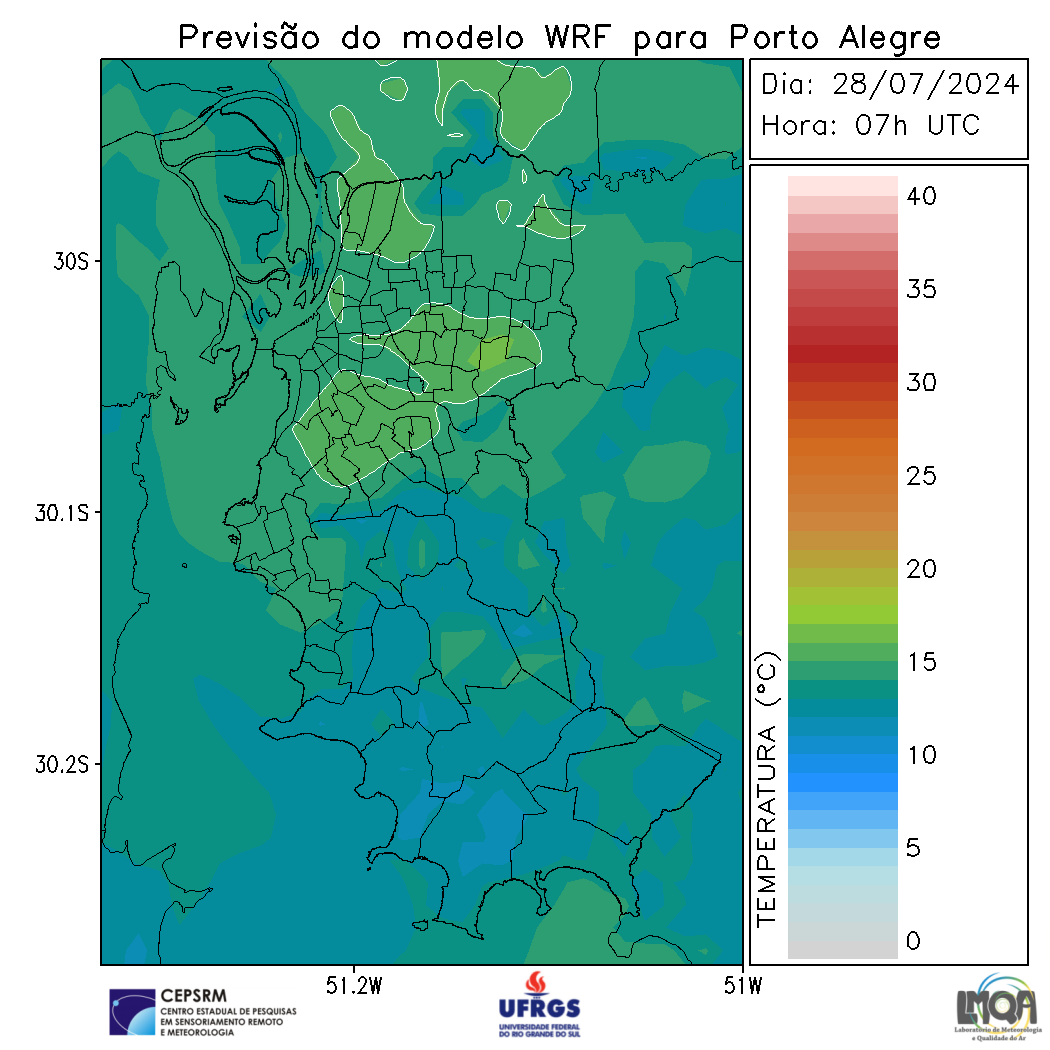 Previsão do modelo WRF para Porto Alegre
Dia: 28/07/2024
Hora: 07h UTC
40
35
30
25
20
15
10
5
0
TEMPERATURA (°C)
30S
30.1S
30.2S
51.2W
51W
CEPSRM
CENTRO ESTADUAL DE PESQUISAS
EM SENSORIAMENTO REMOTO
E METEOROLOGIA
UFRGS
UNIVERSIDADE FEDERAL
DO RIO GRANDE DO SUL
LMQA
Laboratório de Meteorologia
e Qualidade do Ar